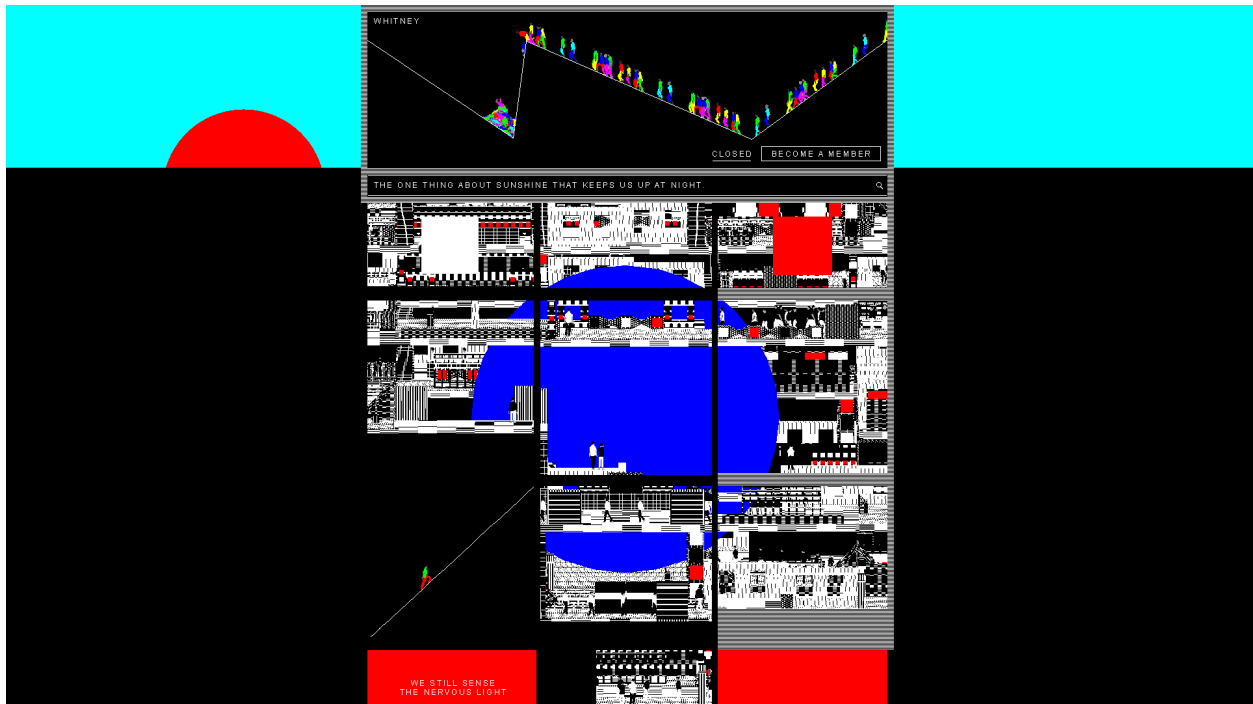 WHITNEY
CLOSED
BECOME A MEMBER
THE ONE THING ABOUT SUNSHINE THAT KEEPS US UP AT NIGHT.
WE STILL SENSE
THE NERVOUS LIGHT